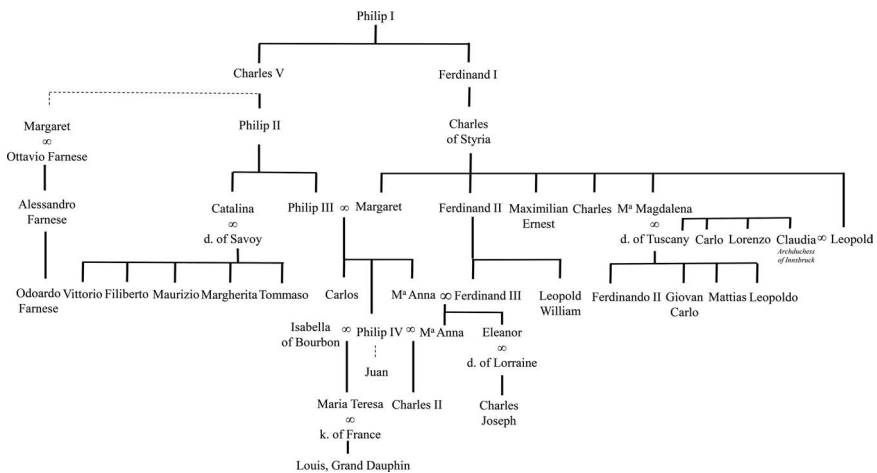 Philip I
Charles V Ferdinand I
Margaret Philip II Charles
of Styria
∞
Ottavio Farnese
Alessandro
Farnese
Catalina Philip III ∞ Margaret Ferdinand II Maximilian
Ernest Charles Mª Magdalena
∞ ∞
d. of Savoy d. of Tuscany Carlo Lorenzo Claudia ∞ Leopold
Archduchess
of Innsbruck
Odoardo
Farnese Vittorio Filiberto Maurizio Margherita Tommaso Carlos Mª Anna ∞ Ferdinand III Leopold
William Ferdinando II Giovan
Carlo Mattias Leopoldo
Isabella
of Bourbon ∞ Philip IV ∞ Mª Anna Eleanor
∞
d. of Lorraine
Juan
Maria Teresa Charles II Charles
Joseph
∞
k. of France
Louis, Grand Dauphin